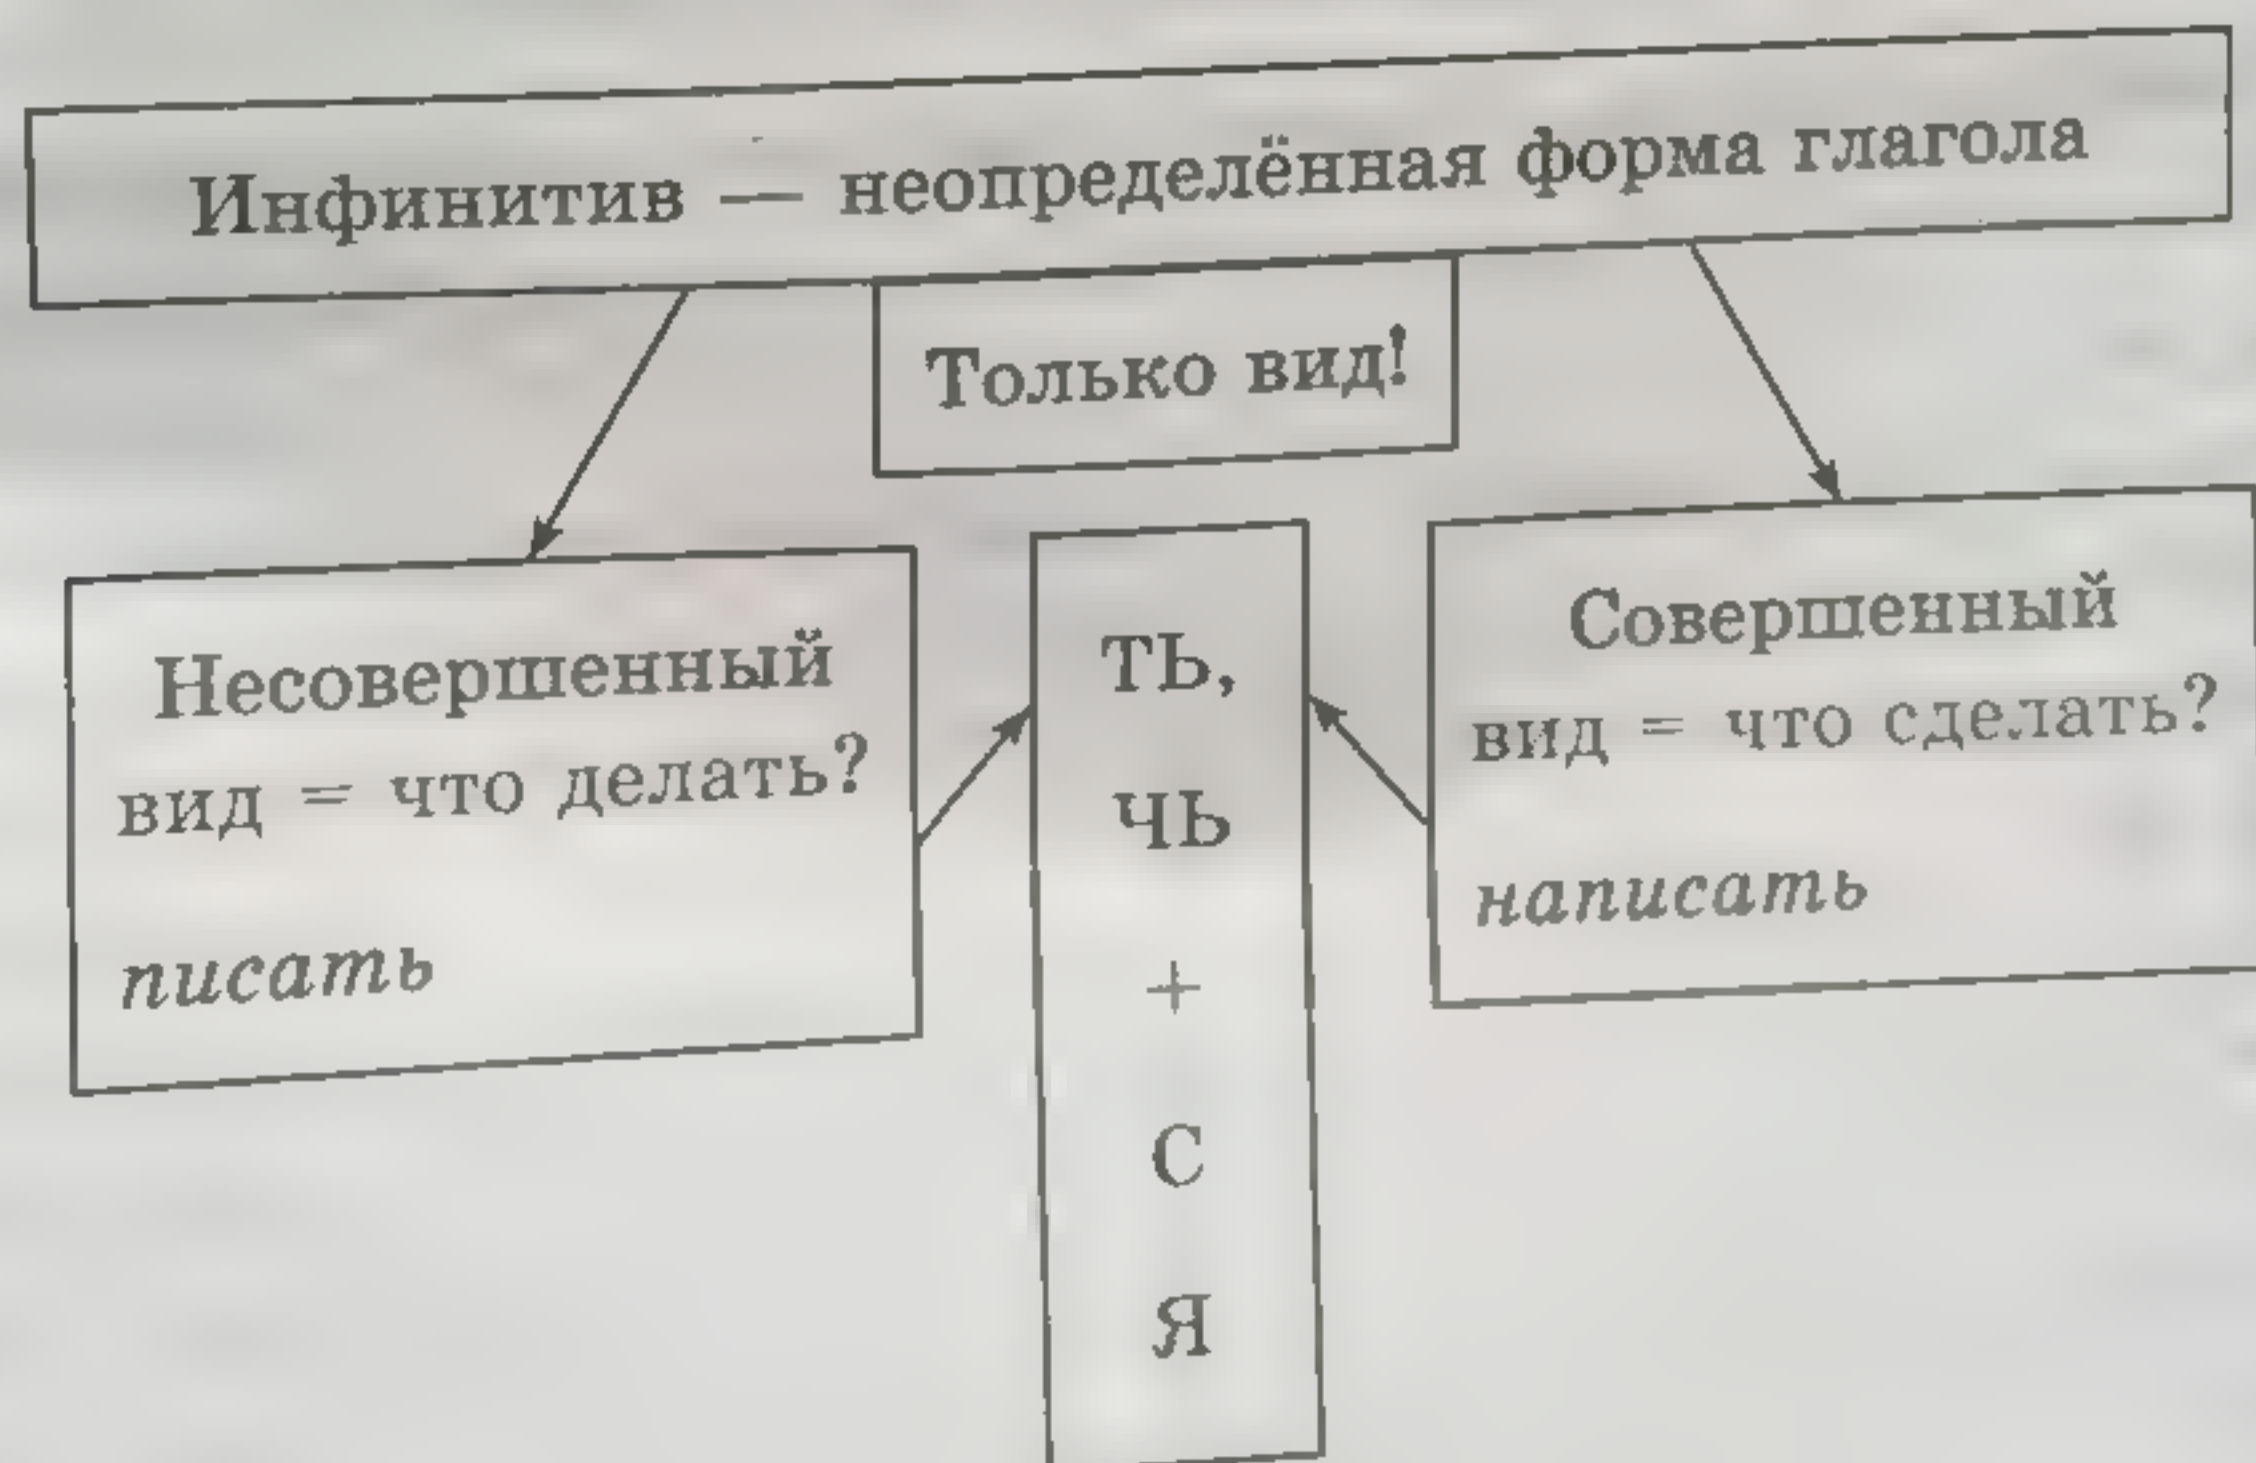 Инфинитив — неопределённая форма глагола
Только вид!
Несовершенный
вид = что делать?
писать
ть,
чь
+
с
я
Совершенный
вид = что сделать?
написать